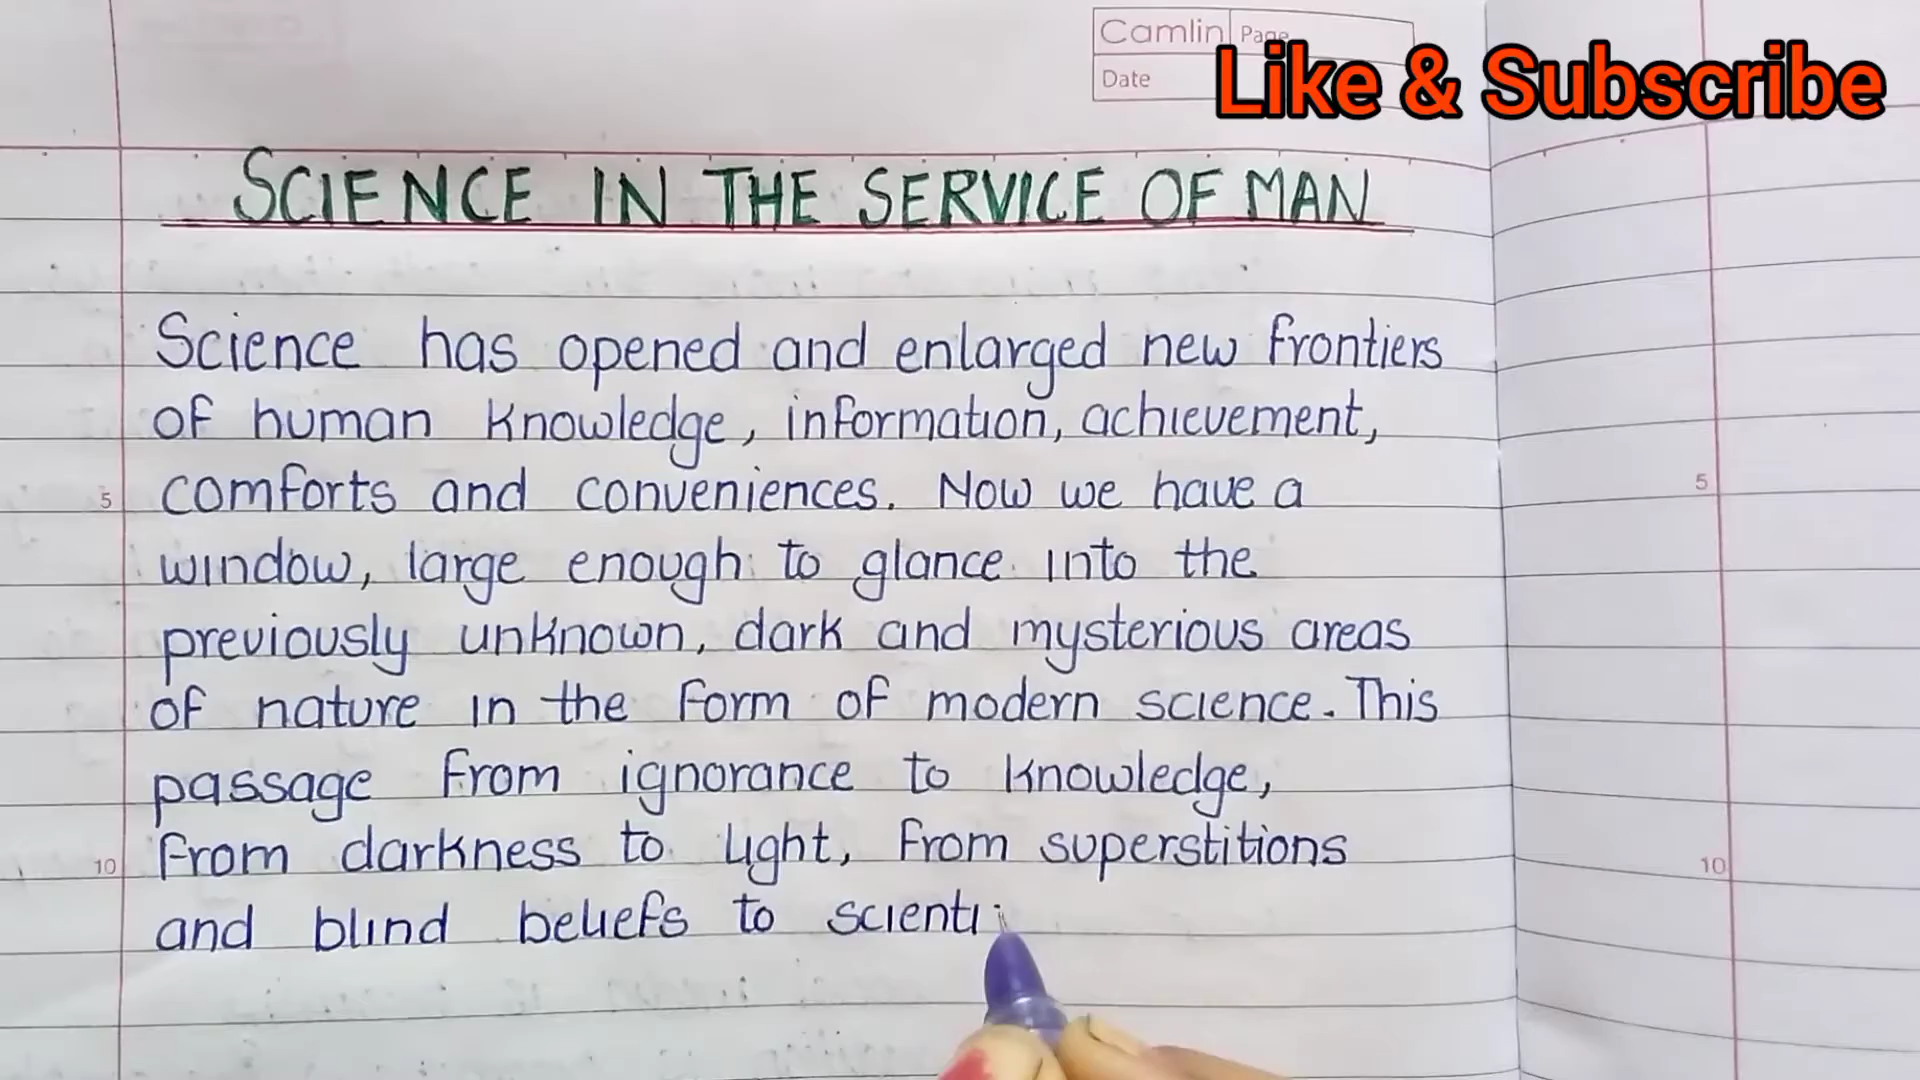 Camlin Page
Date
Like & Subscribe
SCIENCE IN THE SERVICE OF MAN
Science has opened and enlarged new frontiers
of human knowledge, information, achievement,
5 comforts and conveniences. Now we have a
5
window, large enough to glance into the
previously unknown, dark and mysterious areas
of nature in the form of modern science. This
passage from ignorance to knowledge,
10 from darkness to light, from superstitions
10
and blind beliefs to scienti